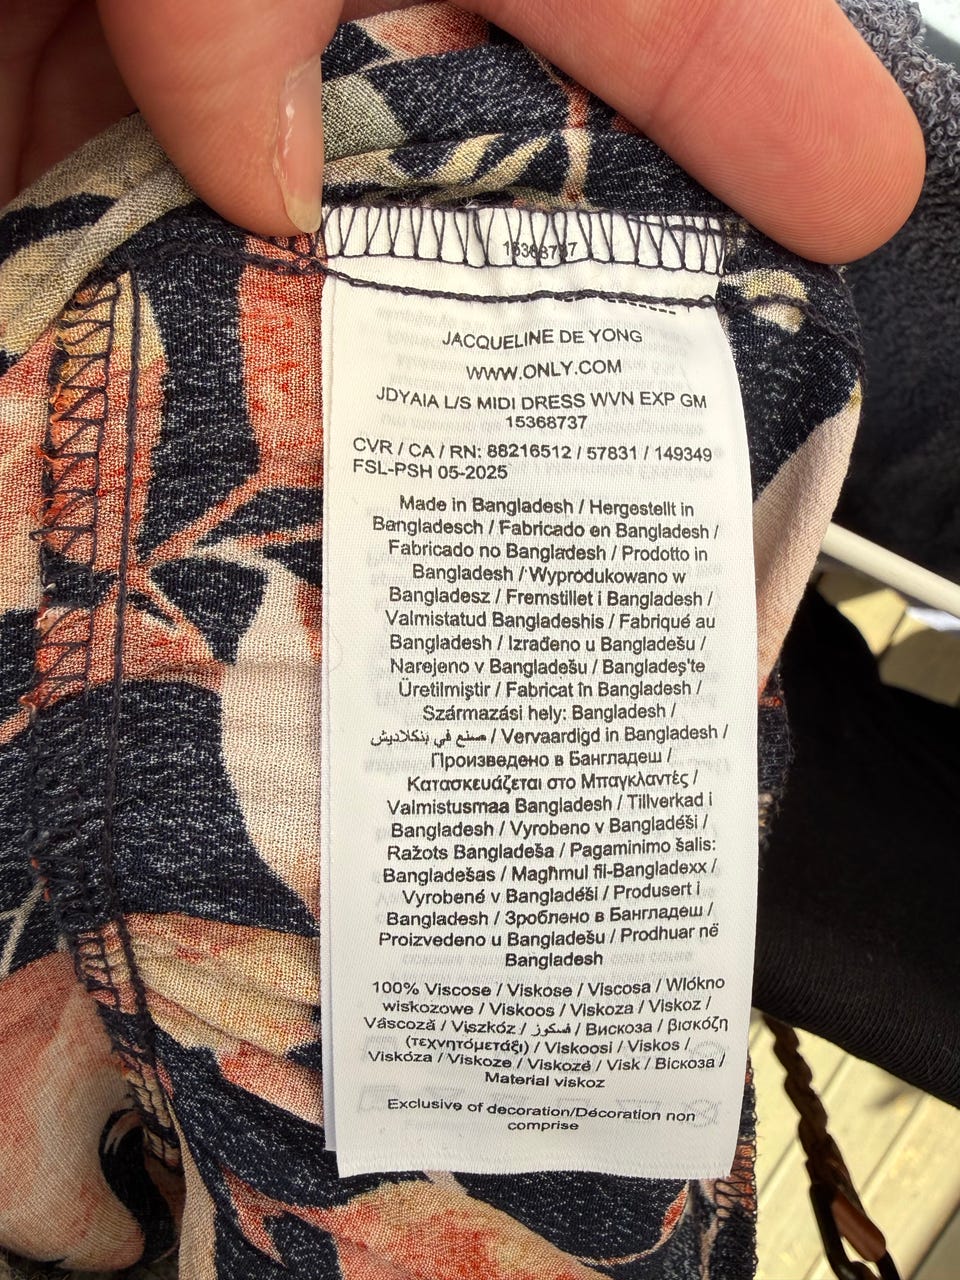 15368737
JACQUELINE DE YONG
WWW.ONLY.COM
JDYAIA L/S MIDI DRESS WVN EXP GM
15368737
CVR / CA / RN: 88216512 / 57831 / 149349
FSL-PSH 05-2025
Made in Bangladesh / Hergestellt in
Bangladesch / Fabricado en Bangladesh /
Fabricado no Bangladesh / Prodotto in
Bangladesh / Wyprodukowano w
Bangladesz / Fremstillet i Bangladesh /
Valmistatud Bangladeshis / Fabriqué au
Bangladesh / Izrađeno u Bangladešu /
Narejeno v Bangladešu / Bangladeş'te
Üretilmiştir / Fabricat în Bangladesh /
Származási hely: Bangladesh /
صنع في بنكلاديش / Vervaardigd in Bangladesh /
Произведено в Бангладеш /
Κατασκευάζεται στο Μπαγκλαντές /
Valmistusmaa Bangladesh / Tillverkad i
Bangladesh / Vyrobeno v Bangladéši /
Ražots Bangladeša / Pagaminimo šalis:
Bangladešas / Magħmul fil-Bangladexx /
Vyrobené v Bangladéši / Produsert i
Bangladesh / Зроблено в Бангладеш /
Proizvedeno u Bangladešu / Prodhuar në
Bangladesh
100% Viscose / Viskose / Viscosa / Włókno
wiskozowe / Viskoos / Viskoza / Viskoz /
Vâscoză / Viszkóz / فسكوز / Вискоза / βισκόζη
(τεχνητόμετάξι) / Viskoosi / Viskos /
Viskóza / Viskoze / Viskozė / Visk / Віскоза /
Material viskoz
Exclusive of decoration/Décoration non
comprise